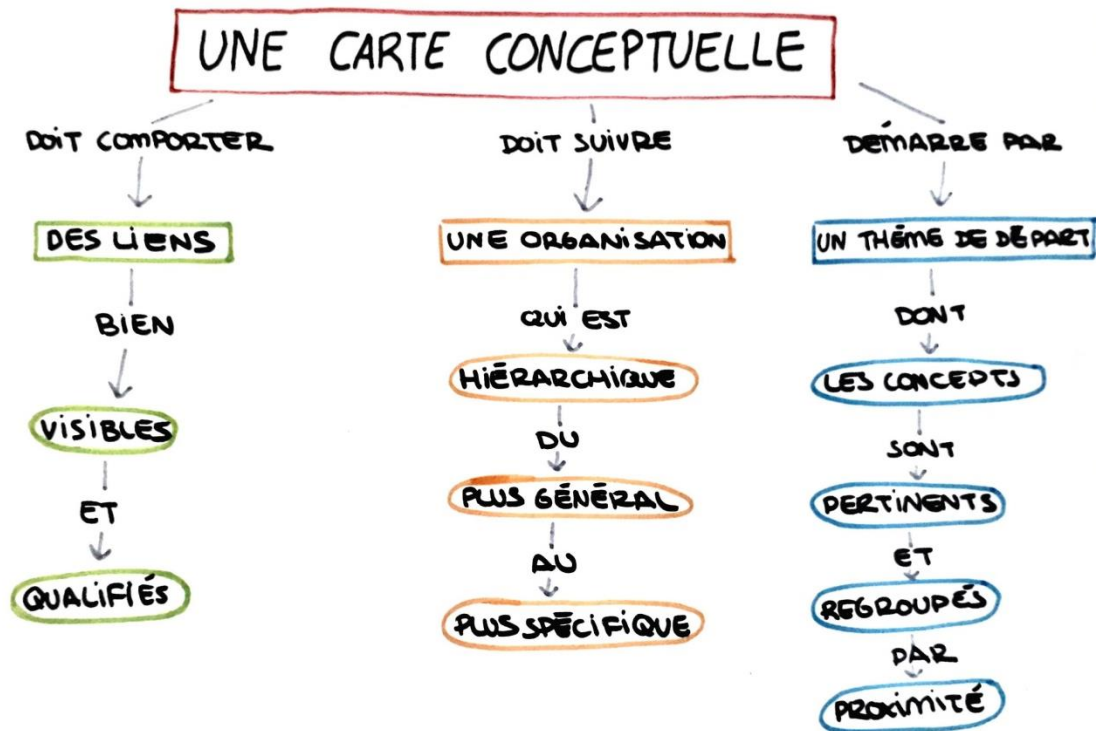 UNE CARTE CONCEPTUELLE
DOIT COMPORTER
DES LIENS
BIEN
VISIBLES
ET
QUALIFIÉS
DOIT SUIVRE
UNE ORGANISATION
QUI EST
HIÉRARCHIQUE
DU
PLUS GÉNÉRAL
AU
PLUS SPÉCIFIQUE
DÉMARRE PAR
UN THÉME DE DÉPART
DONT
LES CONCEPTS
SONT
PERTINENTS
ET
REGROUPÉS
PAR
PROXIMITÉ